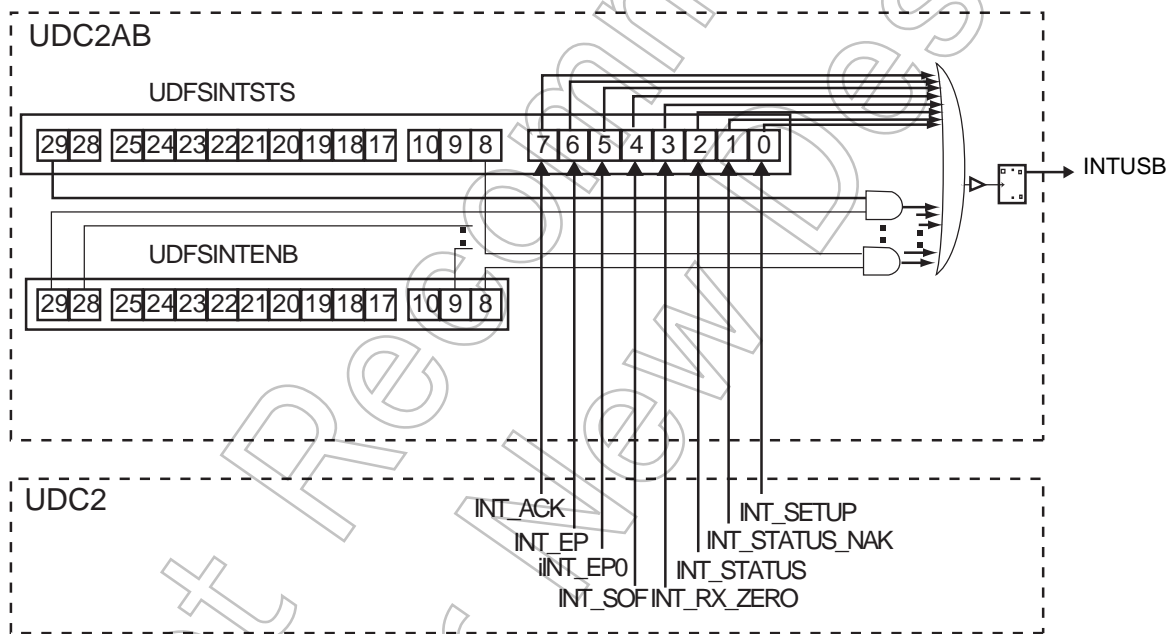 UDC2AB
UDFSINTSTS
29 28 25 24 23 22 21 20 19 18 17 10 9 8 7 6 5 4 3 2 1 0
INTUSB
UDFSINTENB
29 28 25 24 23 22 21 20 19 18 17 10 9 8
UDC2
INT_ACK
INT_SETUP
INT_EP
INT_STATUS_NAK
iINT_EP0
INT_STATUS
INT_SOF
INT_RX_ZERO